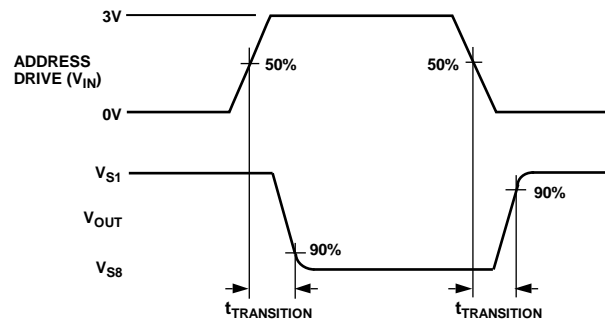 3V
ADDRESS
DRIVE (VIN)
50%
50%
0V
VS1
VOUT
90%
90%
VS8
tTRANSITION
tTRANSITION